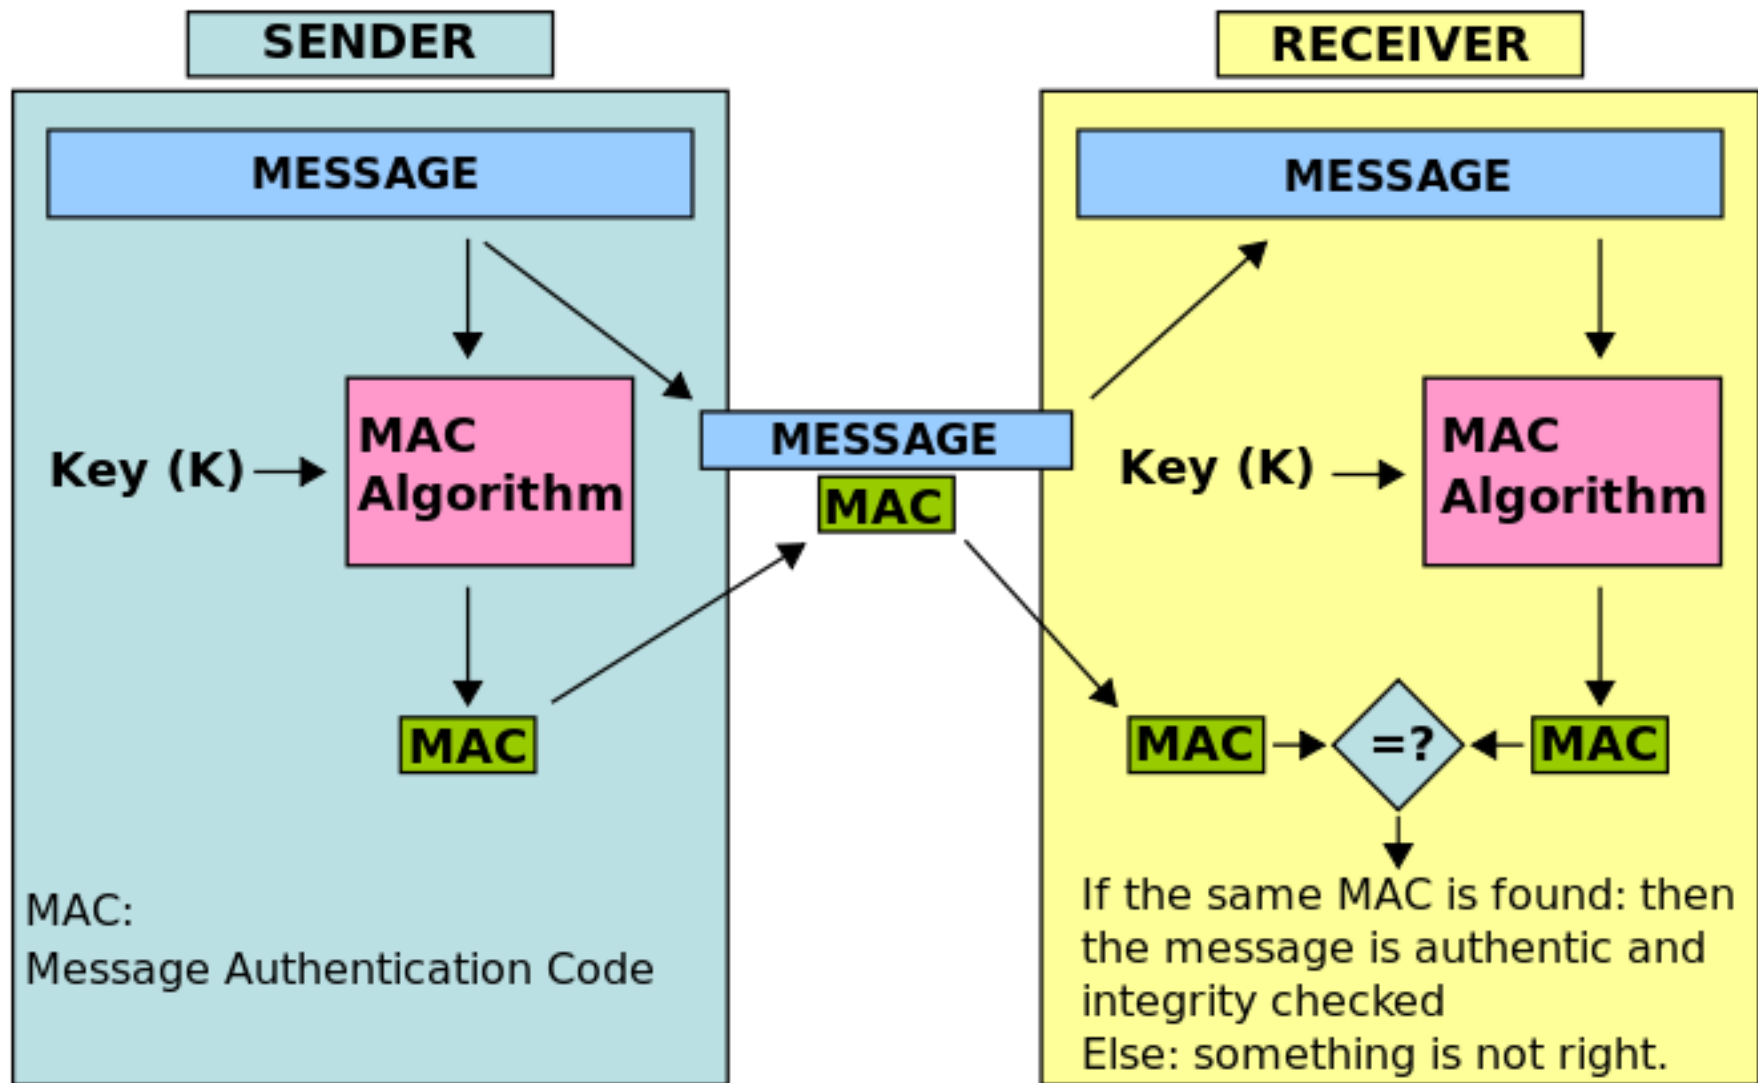 SENDER
MESSAGE
Key (K)
MAC
Algorithm
MAC
MAC:
Message Authentication Code
MESSAGE
MAC
RECEIVER
MESSAGE
Key (K)
MAC
Algorithm
MAC
=?
MAC
If the same MAC is found: then
the message is authentic and
integrity checked
Else: something is not right.